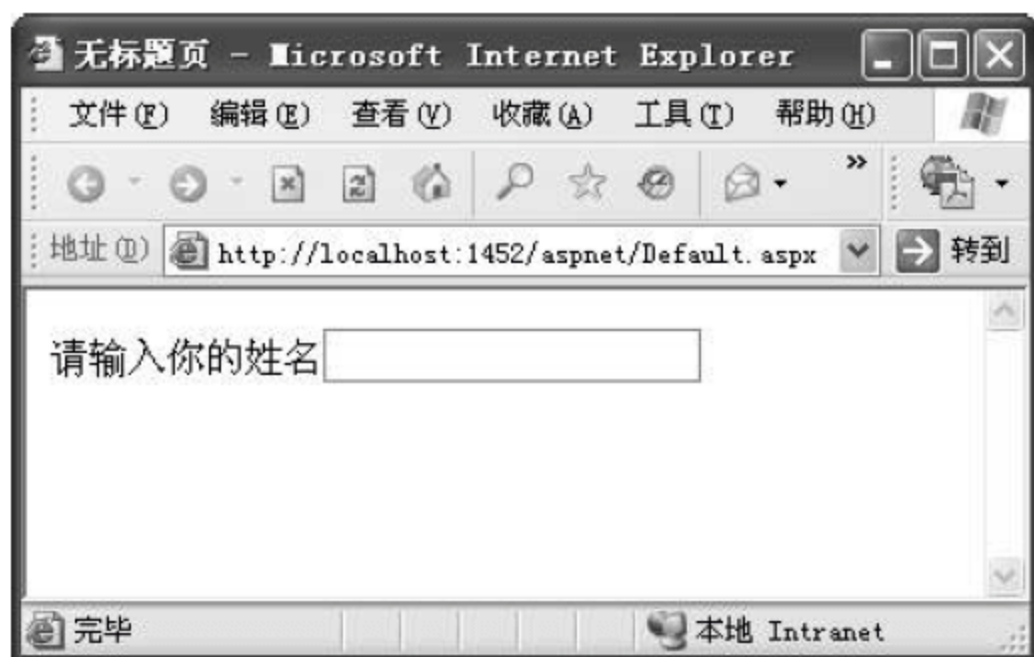 无标题页 - Microsoft Internet Explorer
文件(F) 编辑(E) 查看(V) 收藏(A) 工具(T) 帮助(H)
»
地址(D) http://localhost:1452/aspnet/Default.aspx 转到
请输入你的姓名
完毕 本地 Intranet